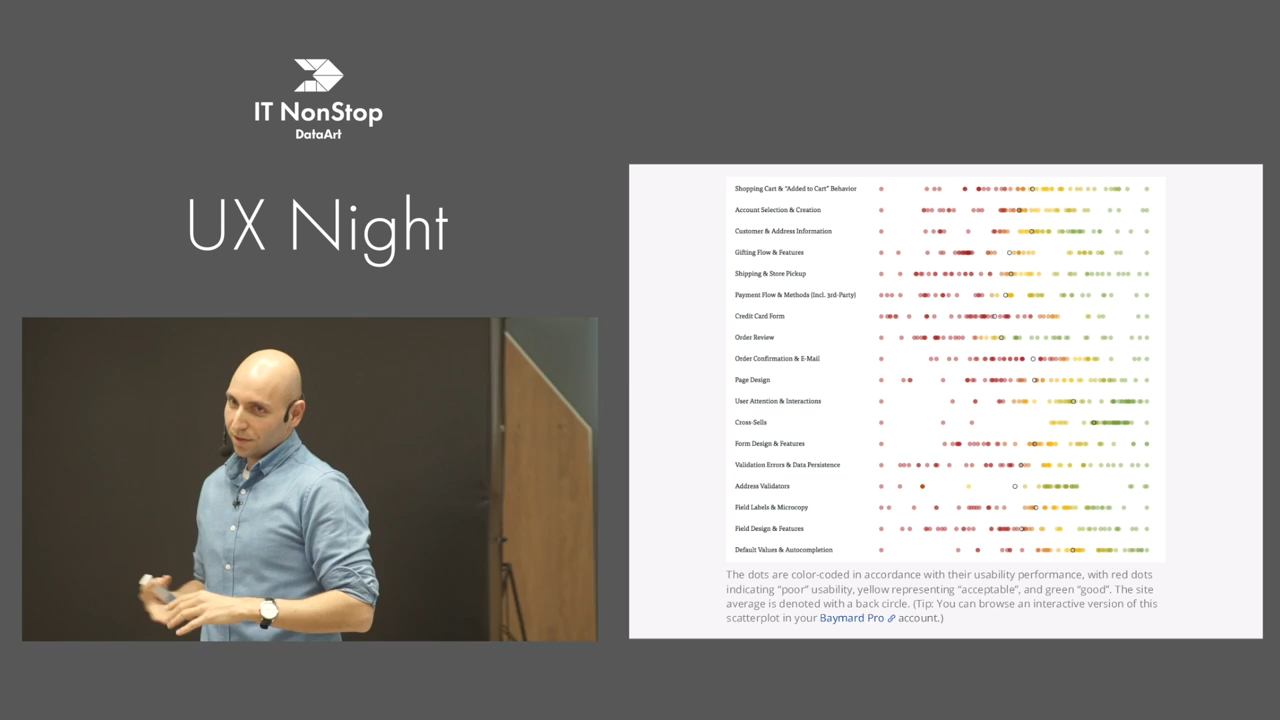 IT NonStop
DataArt
UX Night
Shopping Cart & “Added to Cart” Behavior
Account Selection & Creation
Customer & Address Information
Gifting Flow & Features
Shipping & Store Pickup
Payment Flow & Methods (Incl. 3rd-Party)
Credit Card Form
Order Review
Order Confirmation & E-Mail
Page Design
User Attention & Interactions
Cross-Sells
Form Design & Features
Validation Errors & Data Persistence
Address Validators
Field Labels & Microcopy
Field Design & Features
Default Values & Autocompletion
The dots are color-coded in accordance with their usability performance, with red dots
indicating “poor” usability, yellow representing “acceptable”, and green “good”. The site
average is denoted with a back circle. (Tip: You can browse an interactive version of this
scatterplot in your Baymard Pro account.)